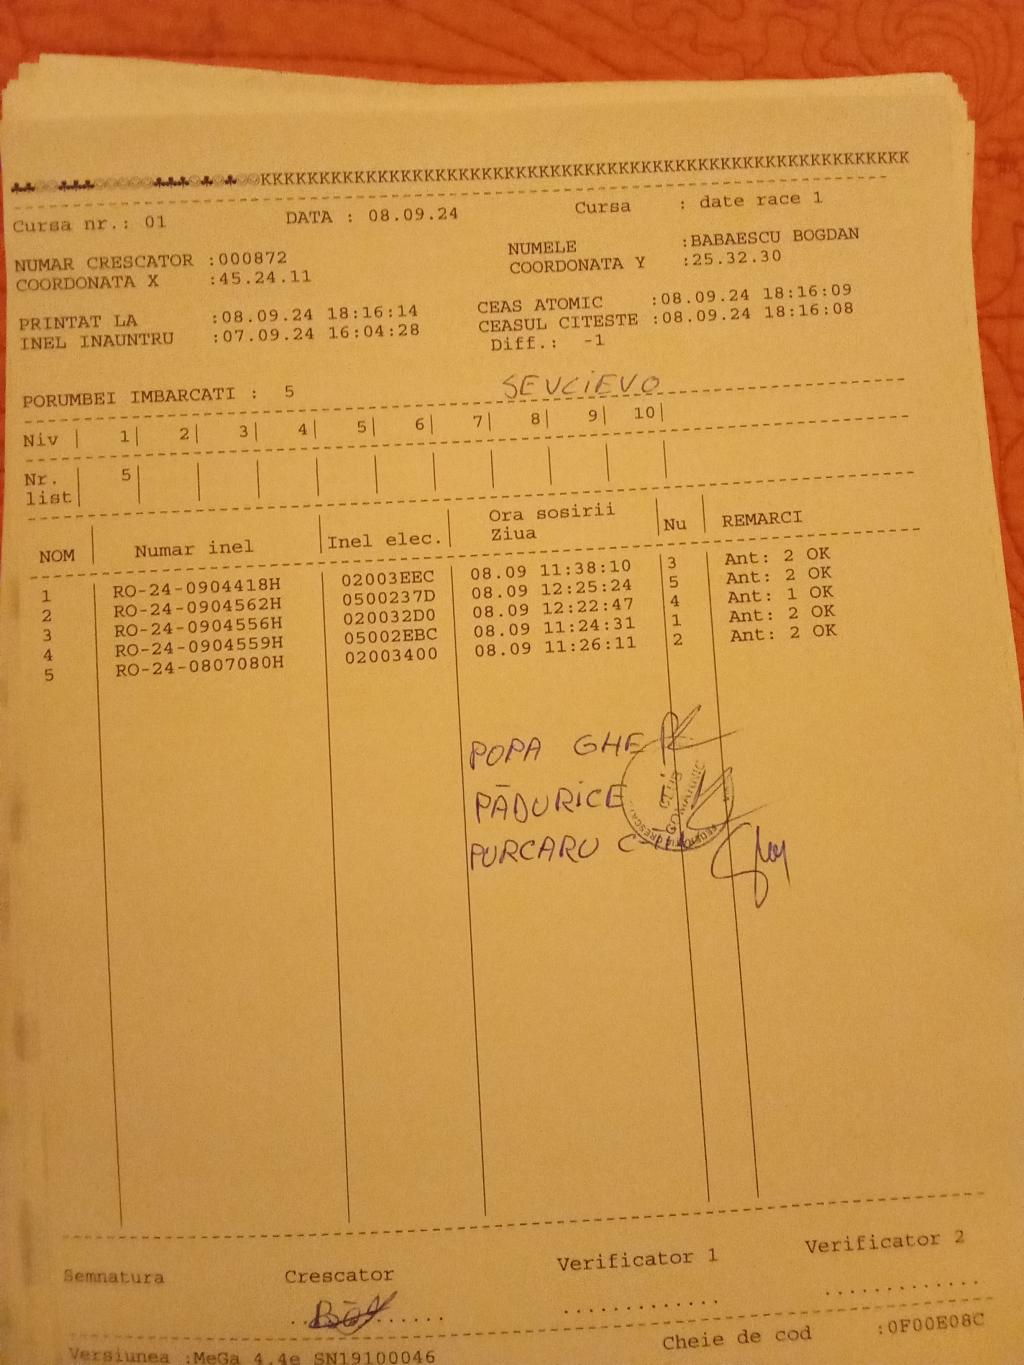 KKKKKKKKKKKKKKKKKKKKKKKKKKKKKKKKKKKKKKKKKKKKKKKKKKKKKKK
Cursa nr.: 01 DATA : 08.09.24 Cursa : date race 1
NUMAR CRESCATOR :000872 NUMELE :BABAESCU BOGDAN
COORDONATA X :45.24.11 COORDONATA Y :25.32.30
PRINTAT LA :08.09.24 18:16:14 CEAS ATOMIC :08.09.24 18:16:09
INEL INAUNTRU :07.09.24 16:04:28 CEASUL CITESTE :08.09.24 18:16:08
Diff.: -1
PORUMBEI IMBARCATI : 5 SEVCIEVO
Niv | 1| 2| 3| 4| 5| 6| 7| 8| 9| 10|
Nr. 5
list
NOM Numar inel Inel elec. Ora sosirii Ziua Nu REMARCI
1 RO-24-0904418H 02003EEC 08.09 11:38:10 3 Ant: 2 OK
2 RO-24-0904562H 0500237D 08.09 12:25:24 5 Ant: 2 OK
3 RO-24-0904556H 020032D0 08.09 12:22:47 4 Ant: 1 OK
4 RO-24-0904559H 05002EBC 08.09 11:24:31 1 Ant: 2 OK
5 RO-24-0807080H 02003400 08.09 11:26:11 2 Ant: 2 OK
POPA GHE
PĂDURICE
PURCARU C
Semnatura Crescator Verificator 1 Verificator 2
Versiunea :MeGa 4.4e SN19100046 Cheie de cod :0F00E08C